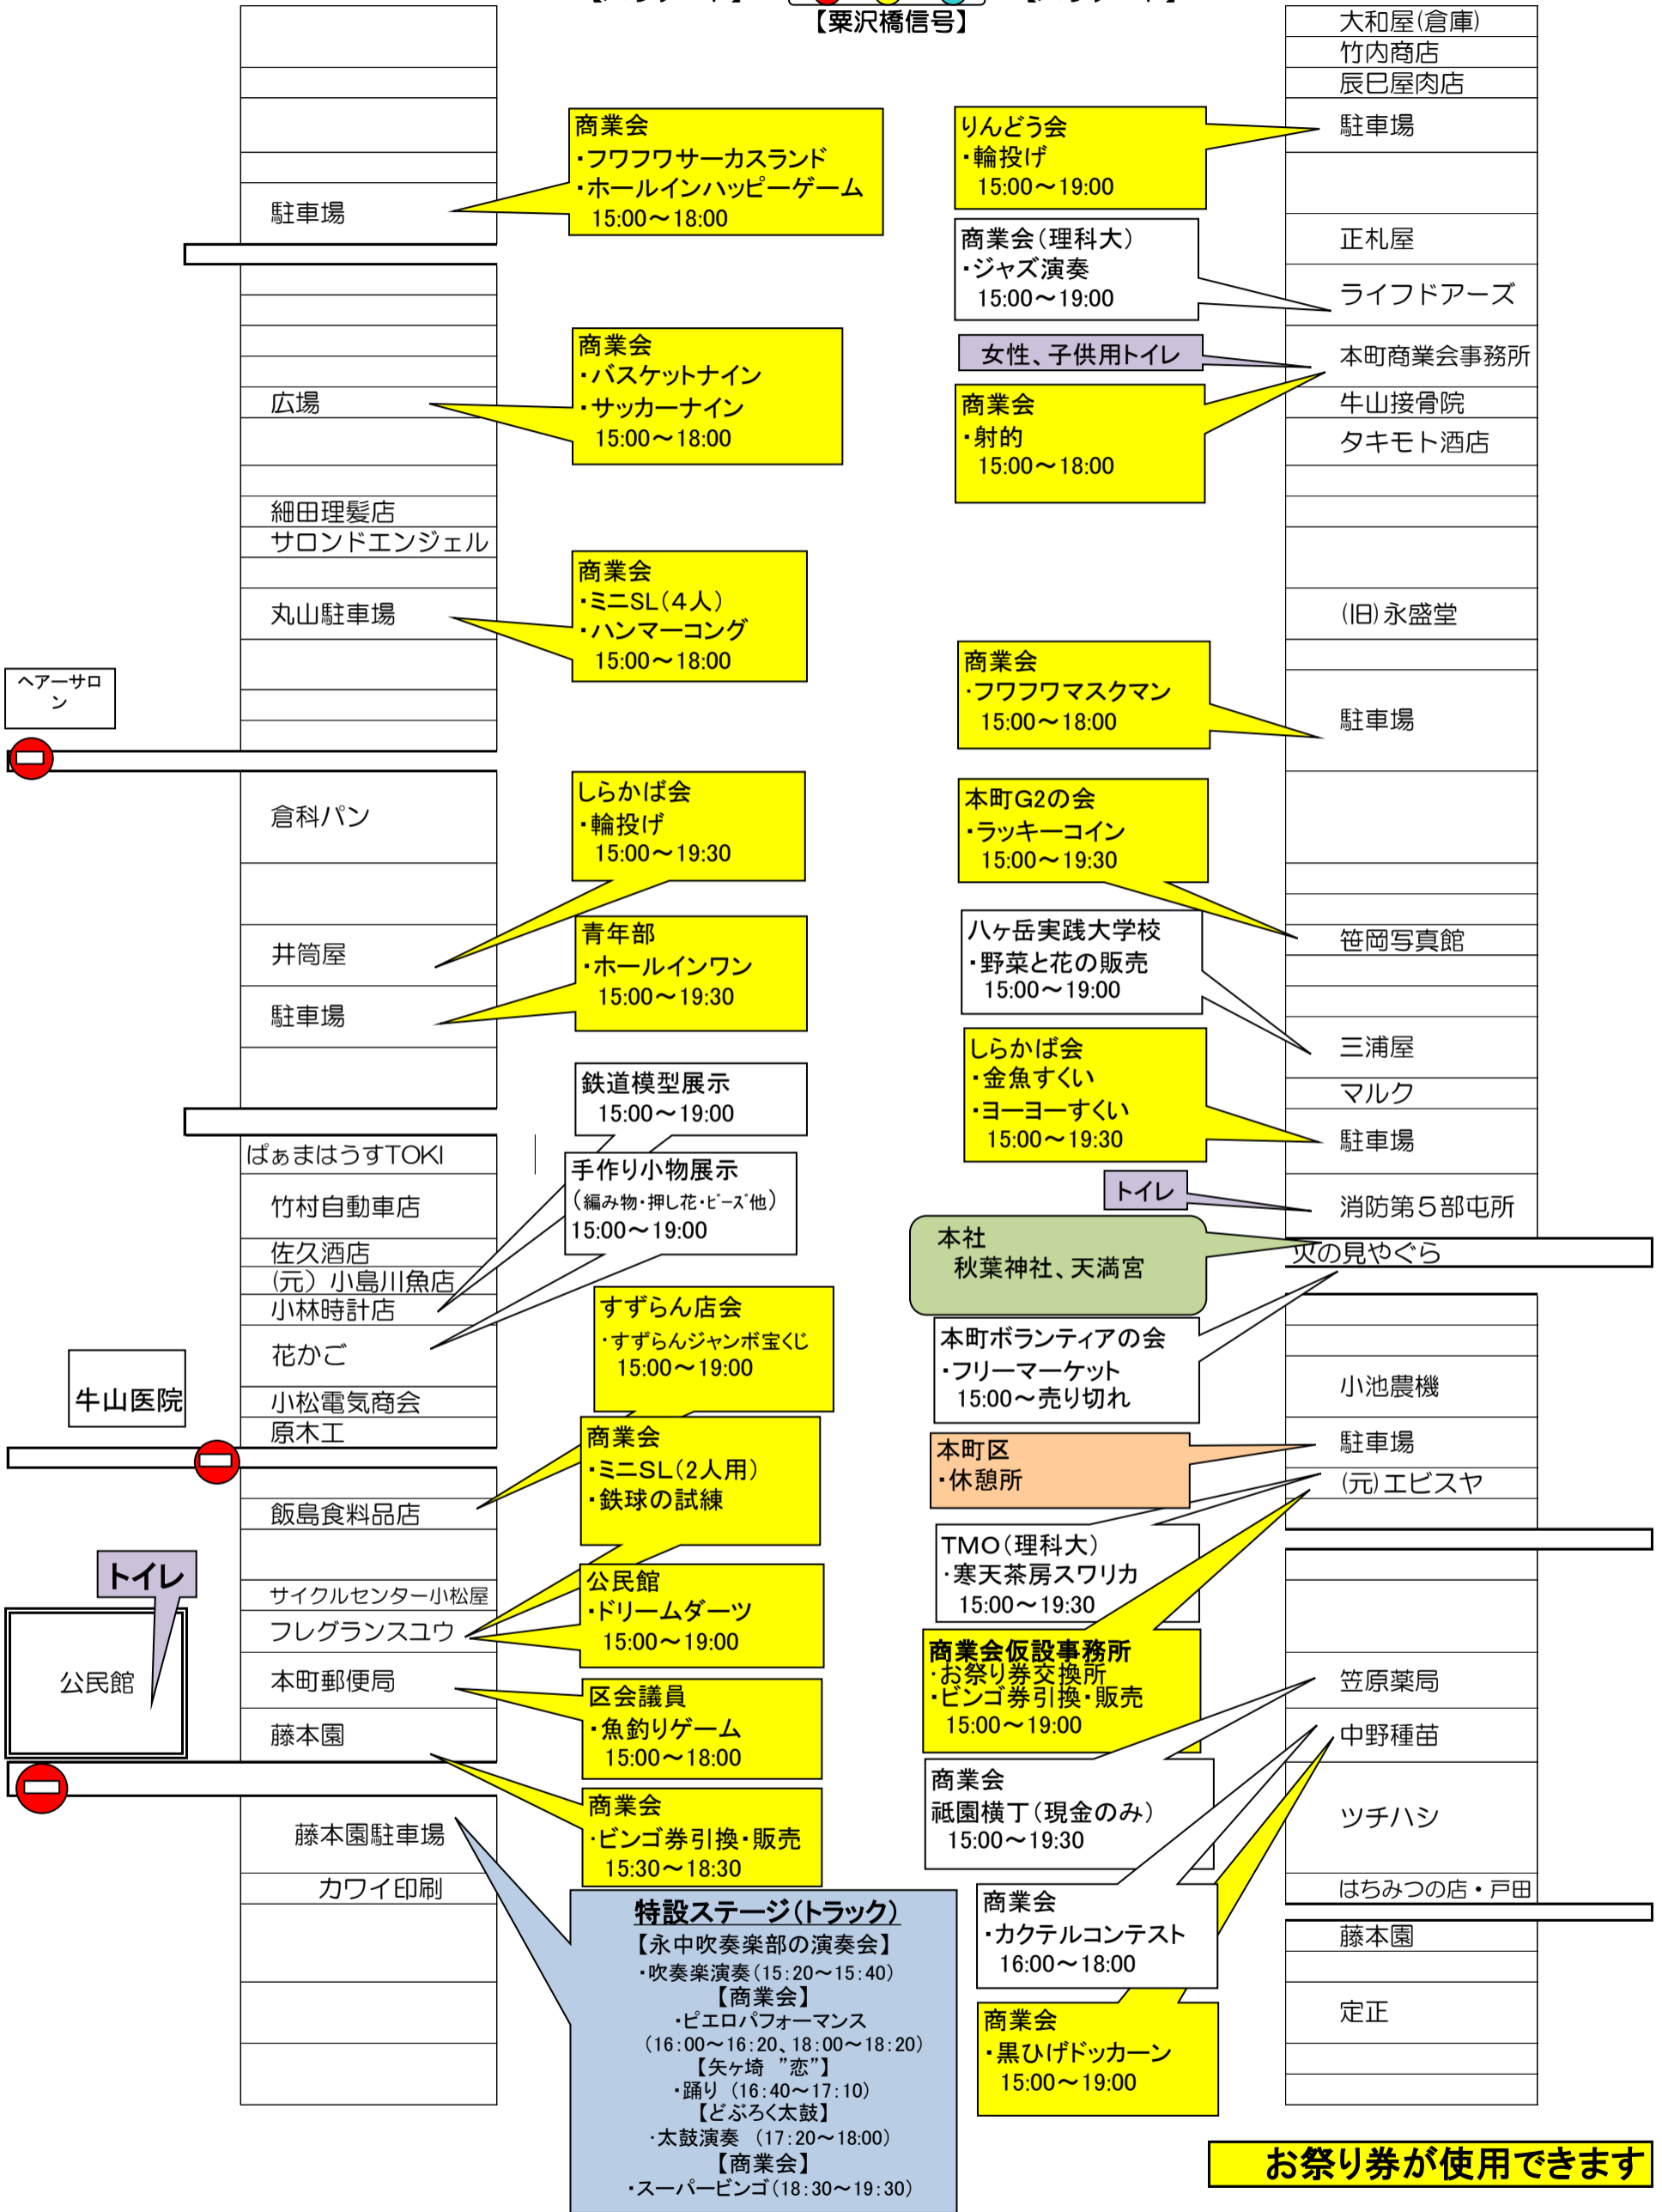 【粟沢橋信号】
大和屋(倉庫)
竹内商店
辰巳屋肉店
駐車場
正札屋
ライフドアーズ
本町商業会事務所
牛山接骨院
タキモト酒店
(旧)永盛堂
駐車場
笹岡写真館
三浦屋
マルク
駐車場
消防第5部屯所
火の見やぐら
小池農機
駐車場
(元)エビスヤ
笠原薬局
中野種苗
ツチハシ
はちみつの店・戸田
藤本園
定正
駐車場
広場
細田理髪店
サロンドエンジェル
丸山駐車場
ヘアーサロ
ン
倉科パン
井筒屋
駐車場
ぱぁまはうすTOKI
竹村自動車店
佐久酒店
(元)小島川魚店
小林時計店
花かご
牛山医院
小松電気商会
原木工
飯島食料品店
トイレ
サイクルセンター小松屋
フレグランスユウ
公民館
本町郵便局
藤本園
藤本園駐車場
カワイ印刷
商業会
・フワフワサーカスランド
・ホールインハッピーゲーム
15:00～18:00
商業会
・バスケットナイン
・サッカーナイン
15:00～18:00
商業会
・ミニSL(4人)
・ハンマーコング
15:00～18:00
しらかば会
・輪投げ
15:00～19:30
青年部
・ホールインワン
15:00～19:30
鉄道模型展示
15:00～19:00
手作り小物展示
(編み物・押し花・ビーズ他)
15:00～19:00
すずらん店会
・すずらんジャンボ宝くじ
15:00～19:00
商業会
・ミニSL(2人用)
・鉄球の試練
公民館
・ドリームダーツ
15:00～19:00
区会議員
・魚釣りゲーム
15:00～18:00
商業会
・ビンゴ券引換・販売
15:30～18:30
特設ステージ(トラック)
【永中吹奏楽部の演奏会】
・吹奏楽演奏(15:20～15:40)
【商業会】
・ピエロパフォーマンス
(16:00～16:20、18:00～18:20)
【矢ヶ埼 ”恋”】
・踊り (16:40～17:10)
【どぶろく太鼓】
・太鼓演奏 (17:20～18:00)
【商業会】
・スーパービンゴ(18:30～19:30)
りんどう会
・輪投げ
15:00～19:00
商業会(理科大)
・ジャズ演奏
15:00～19:00
女性、子供用トイレ
商業会
・射的
15:00～18:00
商業会
・フワフワマスクマン
15:00～18:00
本町G2の会
・ラッキーコイン
15:00～19:30
八ヶ岳実践大学校
・野菜と花の販売
15:00～19:00
しらかば会
・金魚すくい
・ヨーヨーすくい
15:00～19:30
トイレ
本社
秋葉神社、天満宮
本町ボランティアの会
・フリーマーケット
15:00～売り切れ
本町区
・休憩所
TMO(理科大)
・寒天茶房スワリカ
15:00～19:30
商業会仮設事務所
・お祭り券交換所
・ビンゴ券引換・販売
15:00～19:00
商業会
祗園横丁(現金のみ)
15:00～19:30
商業会
・カクテルコンテスト
16:00～18:00
商業会
・黒ひげドッカーン
15:00～19:00
お祭り券が使用できます